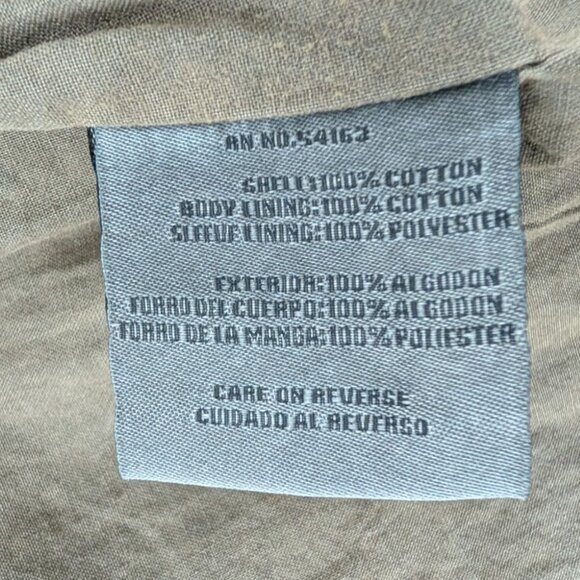 RN NO.54163
SHELL:100% COTTON
BODY LINING:100% COTTON
SLEEVE LINING:100% POLYESTER
EXTERIOR:100% ALGODON
FORRO DEL CUERPO:100% ALGODON
FORRO DE LA MANGA:100% POLIESTER
CARE ON REVERSE
CUIDADO AL REVERSO